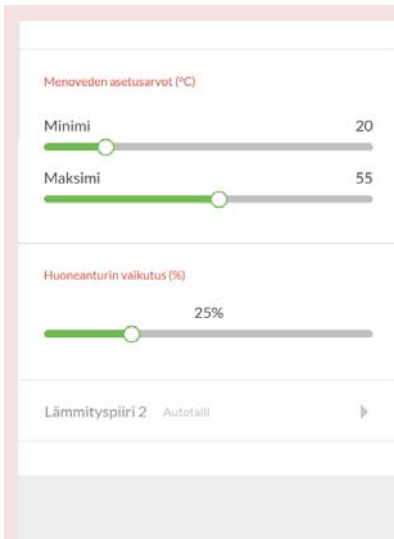 Menoveden asetusarvot (°C)
Minimi 20
Maksimi 55
Huoneanturin vaikutus (%)
25%
Lämmityspiiri 2 Autotalli